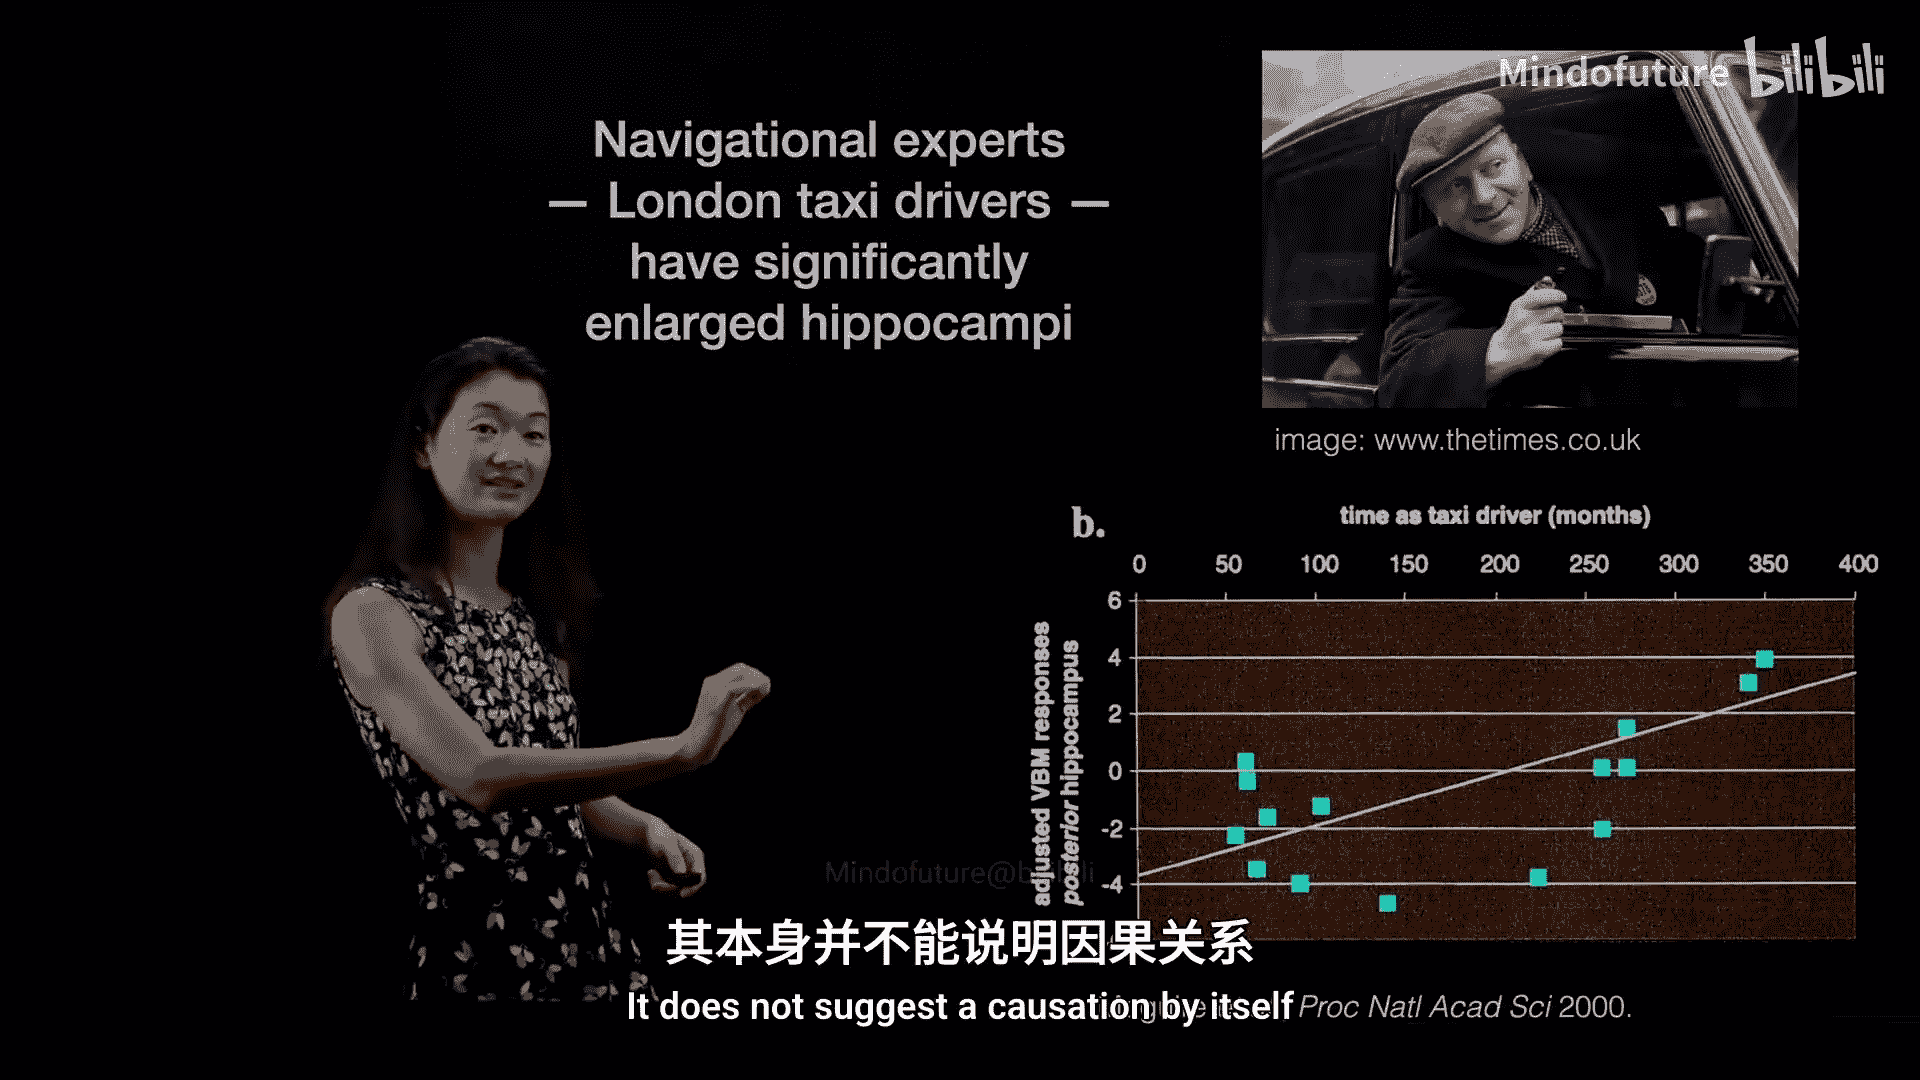 Mindofuture bilibili
Navigational experts
— London taxi drivers —
have significantly
enlarged hippocampi
image: www.thetimes.co.uk
b.
time as taxi driver (months)
0 50 100 150 200 250 300 350 400
adjusted VBM responses
posterior hippocampus
6
4
2
0
-2
-4
Mindofuture@bilibili
其本身并不能说明因果关系
It does not suggest a causation by itself
Proc Natl Acad Sci 2000.